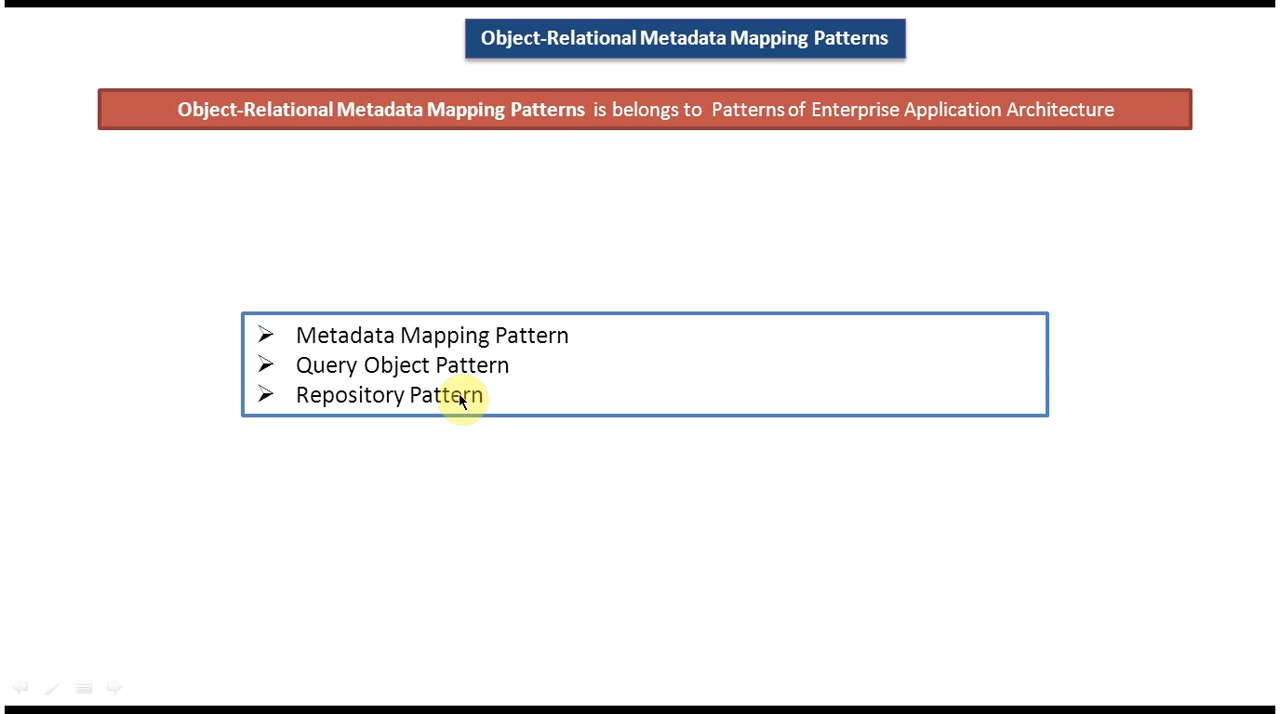 Object-Relational Metadata Mapping Patterns
Object-Relational Metadata Mapping Patterns is belongs to Patterns of Enterprise Application Architecture
Metadata Mapping Pattern
Query Object Pattern
Repository Pattern